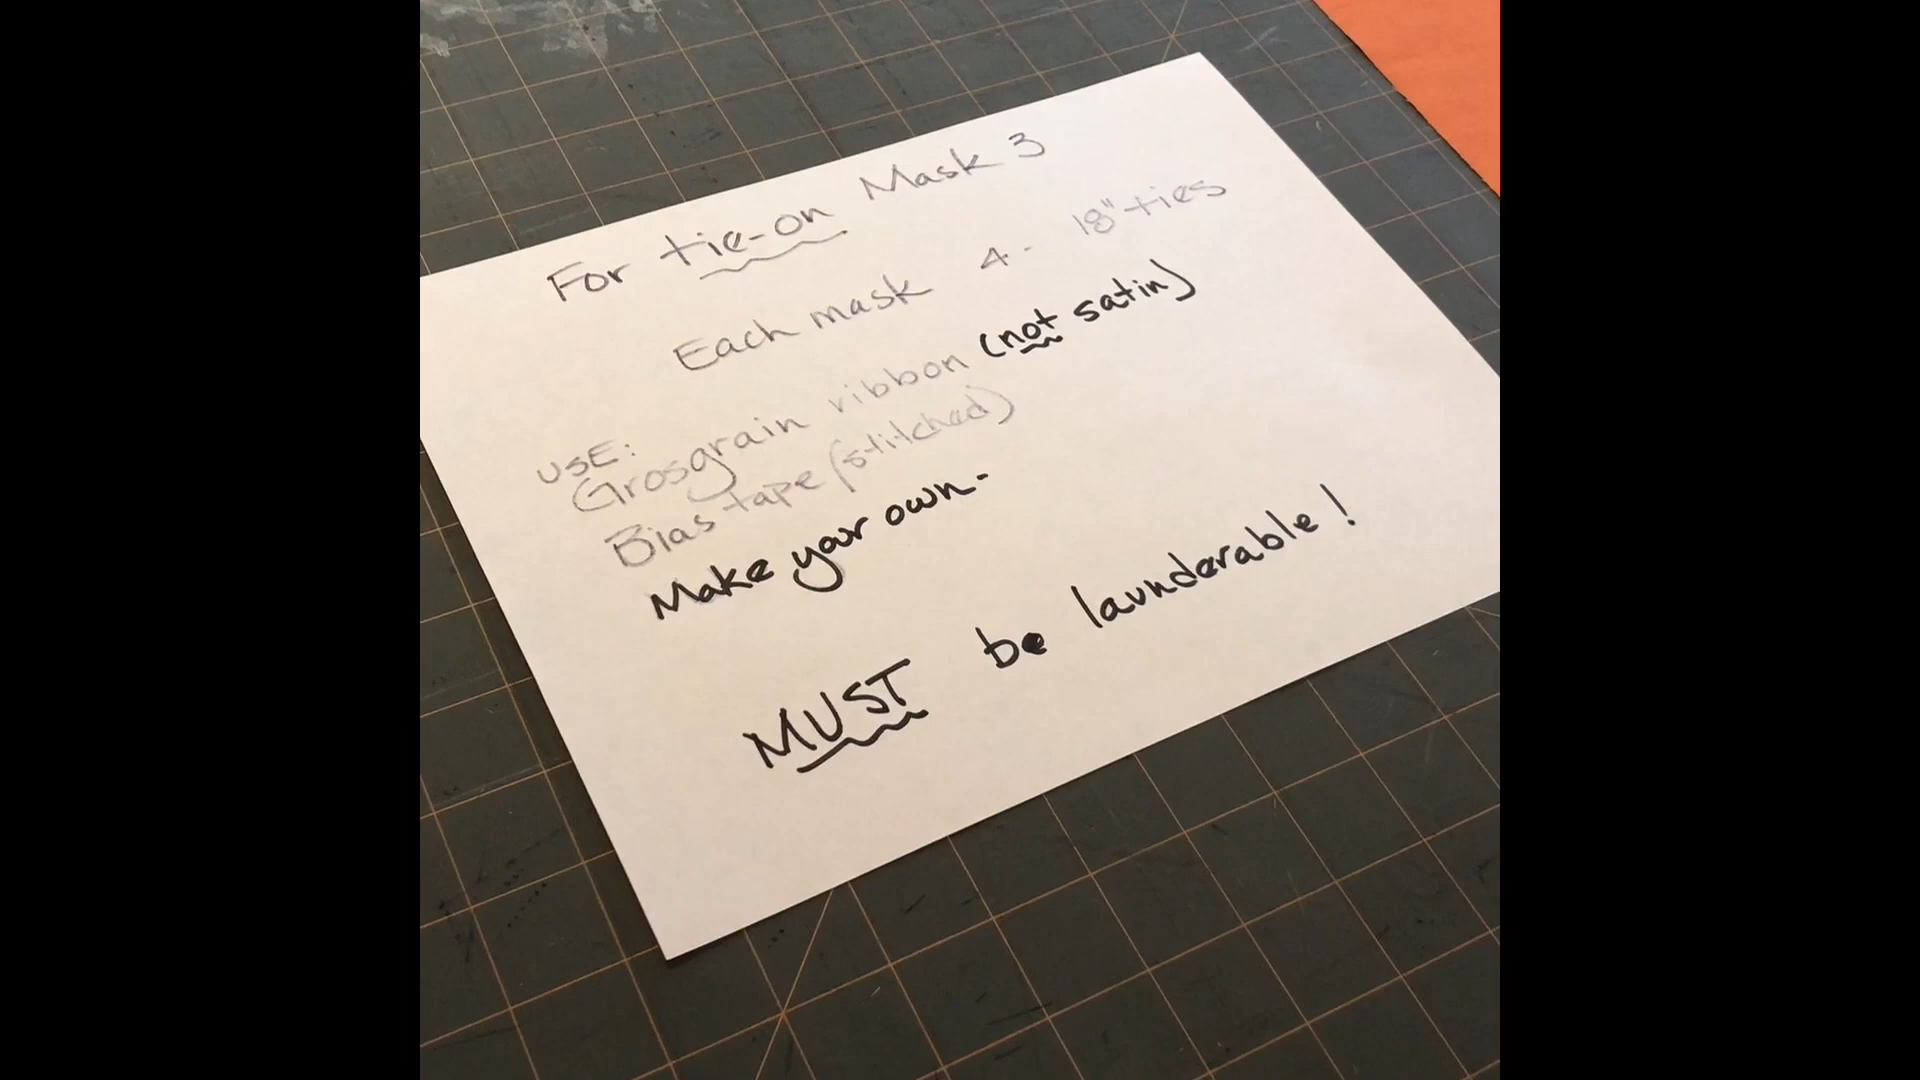 For tie-on Mask 3
Each mask 4 - 18" ties
USE:
Grosgrain ribbon (not satin)
Bias tape (stitched)
Make your own-
MUST be launderable!